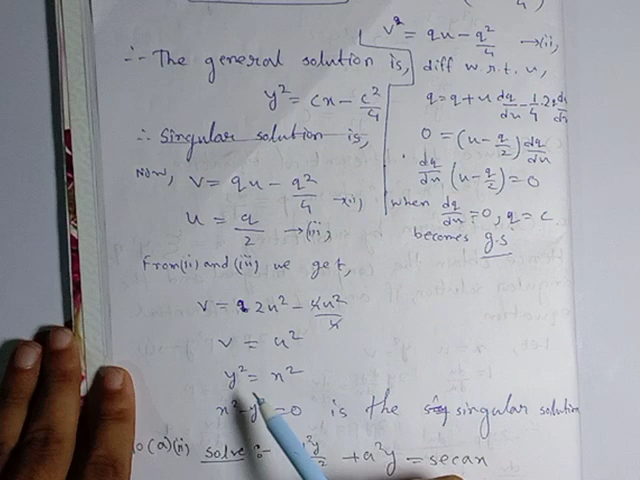 ∴ The general solution is,
y² = cx - c²/4
∴ Singular solution is,
Now, v = qu - q²/4 → (ii)
u = q/2 → (iii)
From (ii) and (iii) we get,
v = 2u² - 4u²/4
v = u²
y² = x²
x² - y² = 0 is the singular solution
v² = qu - q²/4 → (ii)
diff w.r.t. u,
q = q + u dq/du - 1/4 · 2q dq/du
0 = (u - q/2) dq/du
dq/du (u - q/2) = 0
when dq/du = 0, q = c
becomes g.s
10(a)(ii) solve:- + a²y = secax